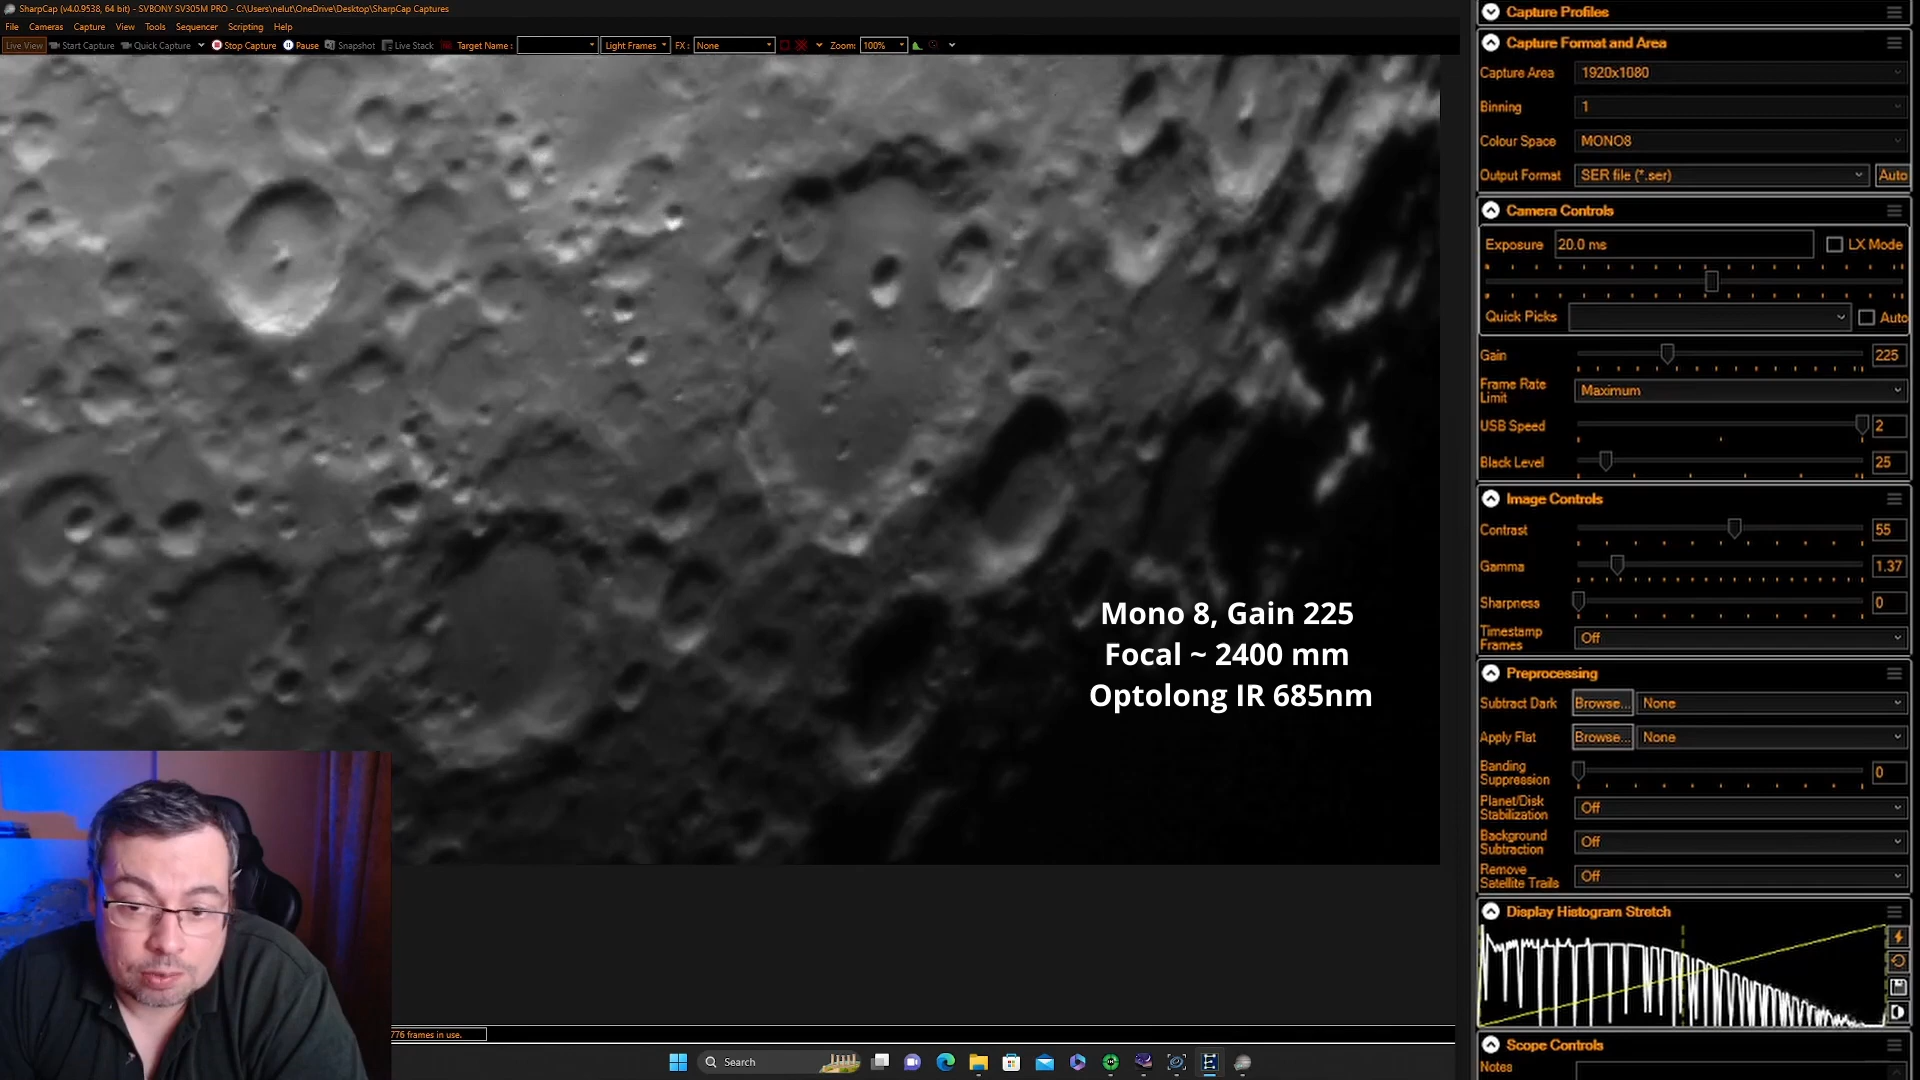 SharpCap (v4.0.9538, 64 bit) - SVBONY SV305M PRO - C:\Users\nelut\OneDrive\Desktop\SharpCap Captures
File Cameras Capture View Tools Sequencer Scripting Help
Live View Start Capture Quick Capture Stop Capture Pause Snapshot Live Stack Target Name : Light Frames FX : None Zoom: 100%
Capture Profiles
Capture Format and Area
Capture Area 1920x1080
Binning 1
Colour Space MONO8
Output Format SER file (*.ser) Auto
Camera Controls
Exposure 20.0 ms LX Mode
Quick Picks Auto
Gain 225
Frame Rate Limit Maximum
USB Speed 2
Black Level 25
Image Controls
Contrast 55
Gamma 1.37
Sharpness 0
Timestamp Frames Off
Preprocessing
Subtract Dark Browse... None
Apply Flat Browse... None
Banding Suppression 0
Planet/Disk Stabilization Off
Background Subtraction Off
Remove Satellite Trails Off
Display Histogram Stretch
Scope Controls
Notes
Mono 8, Gain 225
Focal ~ 2400 mm
Optolong IR 685nm
776 frames in use.
Search